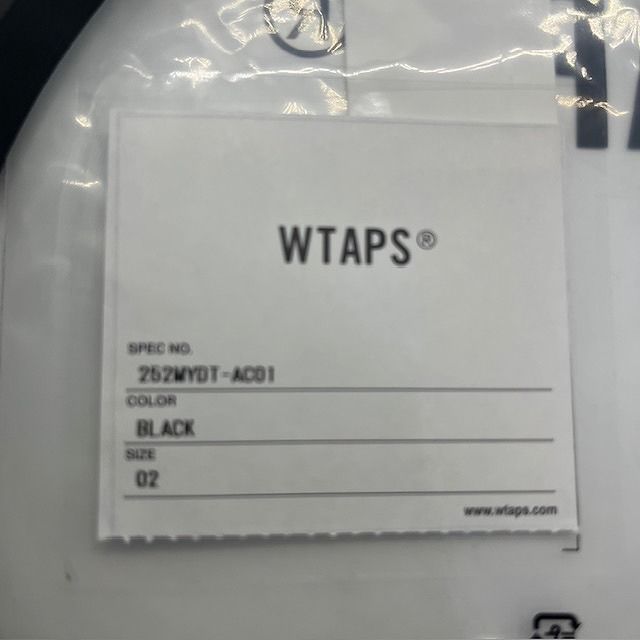 WTAPS®
SPEC NO.
252MYDT-AC01
COLOR
BLACK
SIZE
02
www.wtaps.com